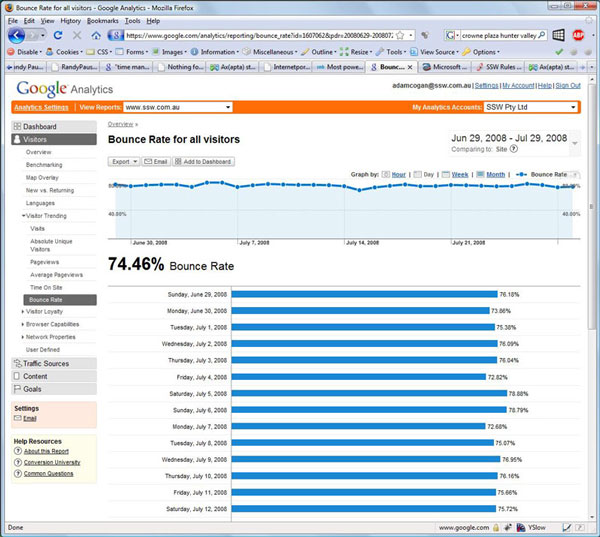 Bounce Rate for all visitors - Google Analytics - Mozilla Firefox
File Edit View History Bookmarks Tools Help
https://www.google.com/analytics/reporting/bounce_rate?id=1607062&pdr=20080629-200807
crowne plaza hunter valley
Disable Cookies CSS Forms Images Information Miscellaneous Outline Resize Tools View Source Options
indy Paus RandyPaus... "time man... Nothing fo... Internetpor... Most powe... Bounc... Microsoft ... SSW Rules ... Ax(apta) st... Ax(apta) st...
Google Analytics
adamcogan@ssw.com.au | Settings | My Account | Help | Sign Out
Analytics Settings View Reports: www.ssw.com.au My Analytics Accounts: SSW Pty Ltd
Dashboard
Visitors
Overview
Benchmarking
Map Overlay
New vs. Returning
Languages
Visitor Trending
Visits
Absolute Unique Visitors
Pageviews
Average Pageviews
Time On Site
Bounce Rate
Visitor Loyalty
Browser Capabilities
Network Properties
User Defined
Traffic Sources
Content
Goals
Settings
Email
Help Resources
About this Report
Conversion University
Common Questions
Overview »
Bounce Rate for all visitors
Jun 29, 2008 - Jul 29, 2008
Comparing to: Site
Export Email Add to Dashboard
Graph by: Hour Day Week Month Bounce Rate
40.00% 40.00%
June 30, 2008 July 7, 2008 July 14, 2008 July 21, 2008
74.46% Bounce Rate
Sunday, June 29, 2008 76.18%
Monday, June 30, 2008 73.86%
Tuesday, July 1, 2008 75.38%
Wednesday, July 2, 2008 76.09%
Thursday, July 3, 2008 76.04%
Friday, July 4, 2008 72.82%
Saturday, July 5, 2008 78.88%
Sunday, July 6, 2008 78.79%
Monday, July 7, 2008 72.68%
Tuesday, July 8, 2008 75.07%
Wednesday, July 9, 2008 76.95%
Thursday, July 10, 2008 76.16%
Friday, July 11, 2008 75.66%
Saturday, July 12, 2008 75.72%
Done www.google.com YSlow